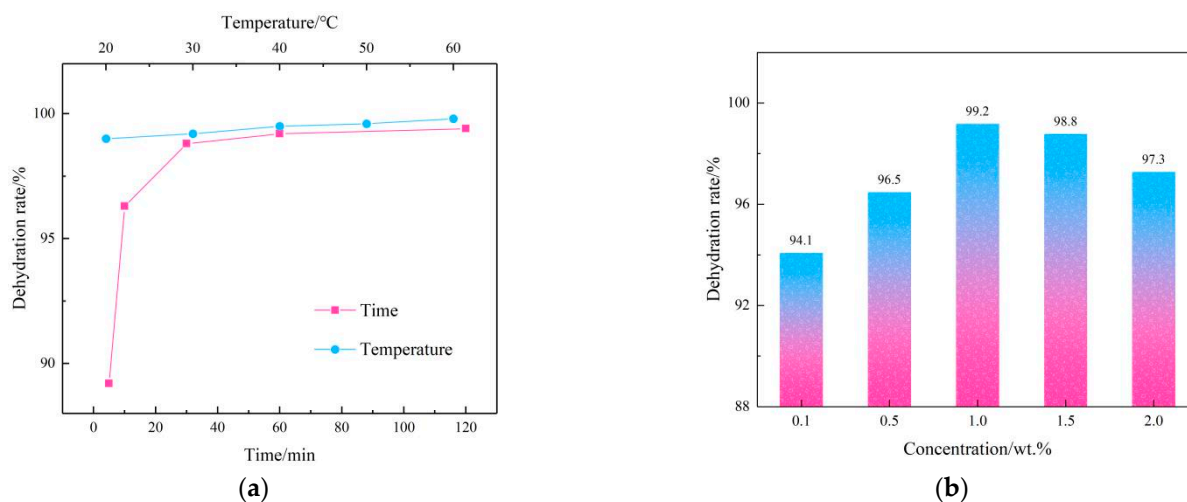 Temperature/°C
20 30 40 50 60
100
95
90
Dehydration rate/%
Time
Temperature
0 20 40 60 80 100 120
Time/min
(a)
100
96
92
88
Dehydration rate/%
94.1
96.5
99.2
98.8
97.3
0.1 0.5 1.0 1.5 2.0
Concentration/wt.%
(b)